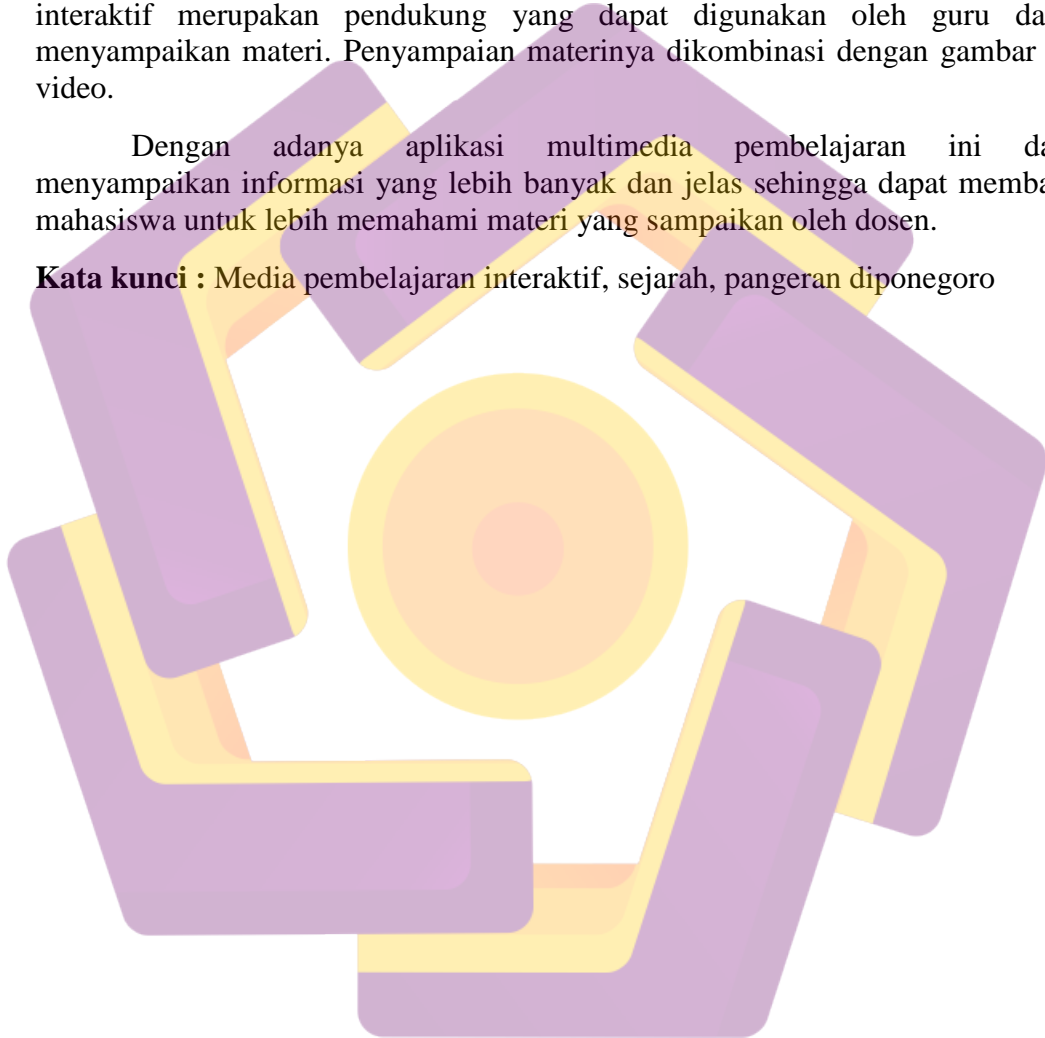 interaktif merupakan pendukung yang dapat digunakan oleh guru da
menyampaikan materi. Penyampaian materinya dikombinasi dengan gambar
video.
Dengan adanya aplikasi multimedia pembelajaran ini da
menyampaikan informasi yang lebih banyak dan jelas sehingga dapat memba
mahasiswa untuk lebih memahami materi yang sampaikan oleh dosen.
Kata kunci : Media pembelajaran interaktif, sejarah, pangeran diponegoro